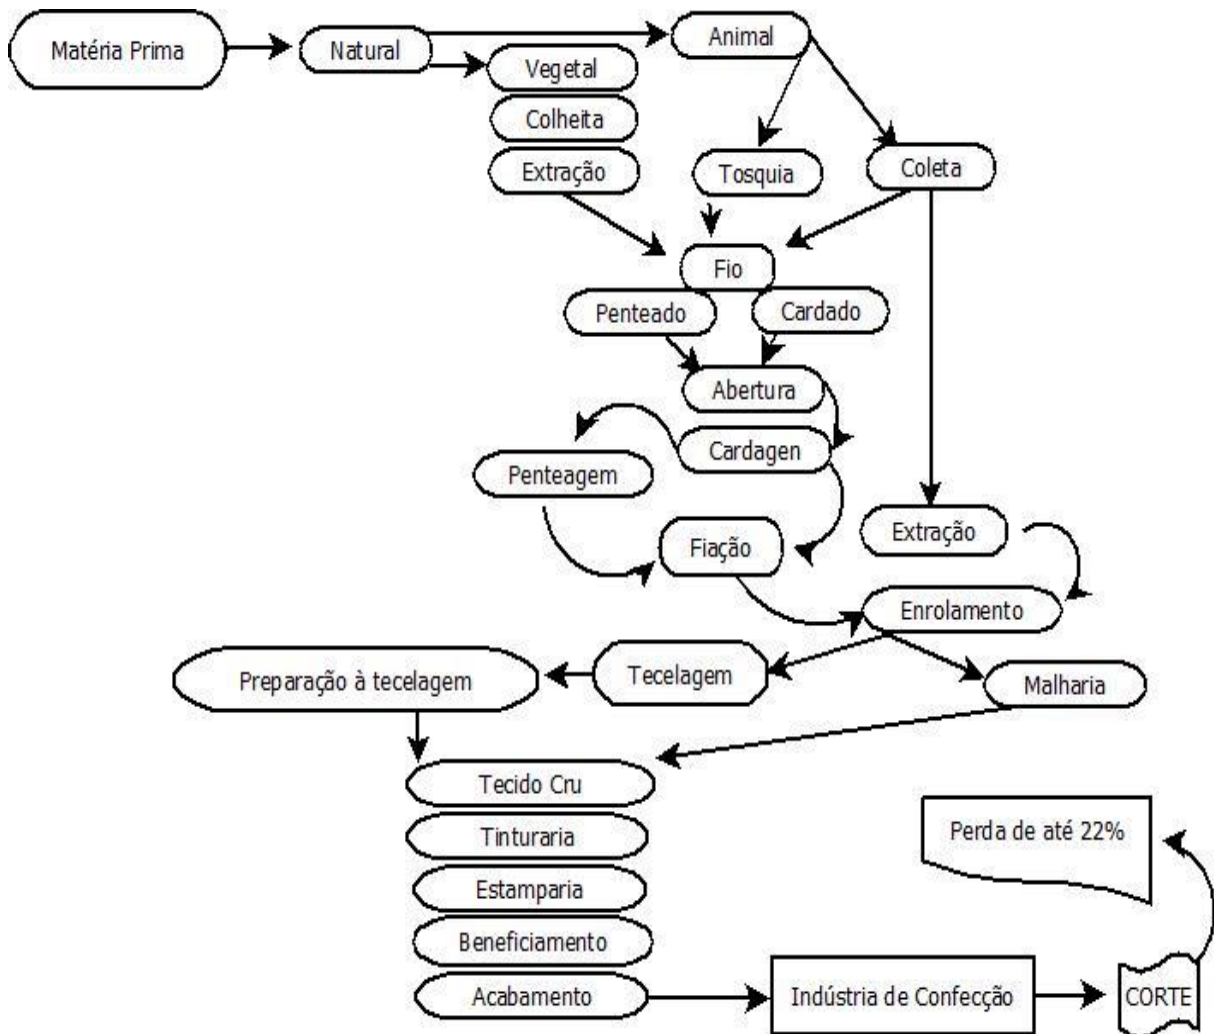 Matéria Prima
Natural
Animal
Vegetal
Colheita
Extração
Tosquia
Coleta
Fio
Penteado
Cardado
Abertura
Cardagen
Penteagem
Fiação
Extração
Enrolamento
Tecelagem
Preparação à tecelagem
Malharia
Tecido Cru
Tinturaria
Estamparia
Beneficiamento
Acabamento
Indústria de Confecção
CORTE
Perda de até 22%